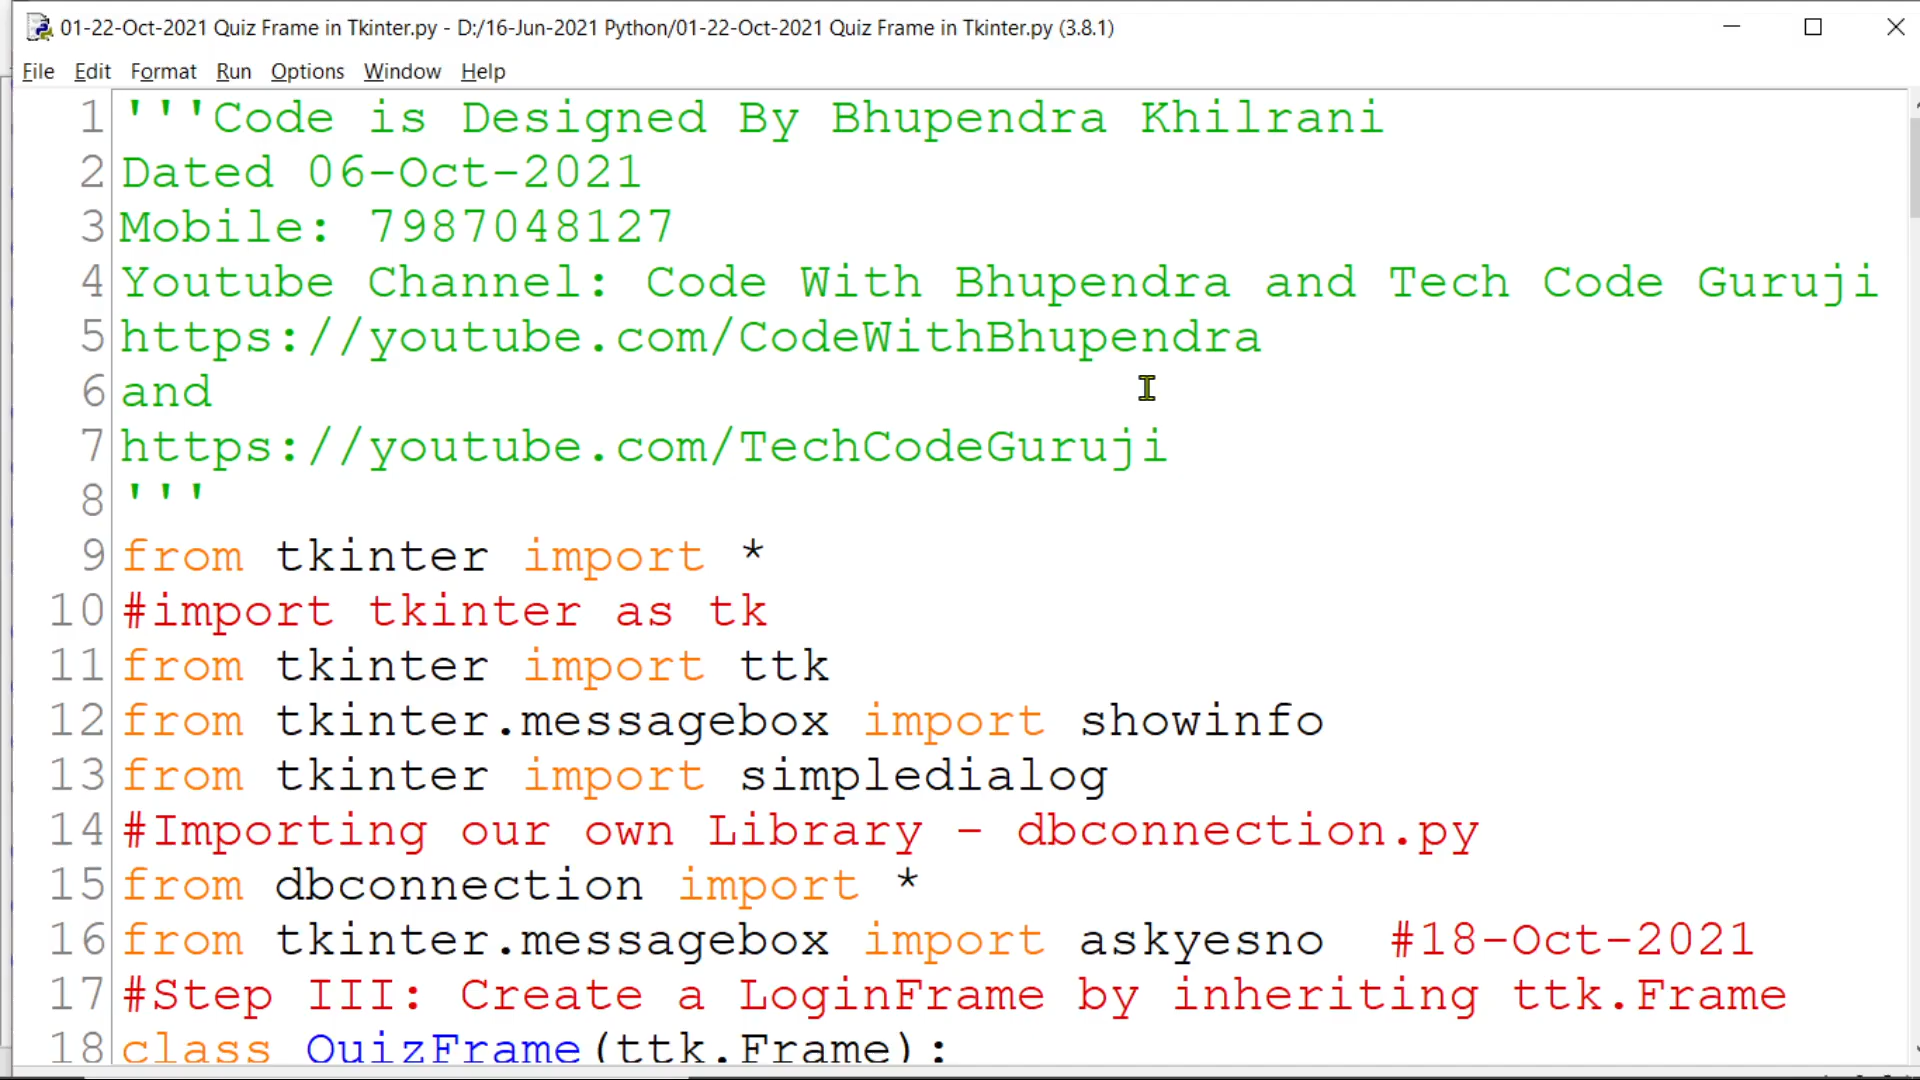 01-22-Oct-2021 Quiz Frame in Tkinter.py - D:/16-Jun-2021 Python/01-22-Oct-2021 Quiz Frame in Tkinter.py (3.8.1)
File Edit Format Run Options Window Help
1 '''Code is Designed By Bhupendra Khilrani
2 Dated 06-Oct-2021
3 Mobile: 7987048127
4 Youtube Channel: Code With Bhupendra and Tech Code Guruji
5 https://youtube.com/CodeWithBhupendra
6 and
7 https://youtube.com/TechCodeGuruji
8 '''
9 from tkinter import *
10 #import tkinter as tk
11 from tkinter import ttk
12 from tkinter.messagebox import showinfo
13 from tkinter import simpledialog
14 #Importing our own Library - dbconnection.py
15 from dbconnection import *
16 from tkinter.messagebox import askyesno  #18-Oct-2021
17 #Step III: Create a LoginFrame by inheriting ttk.Frame
18 class QuizFrame(ttk.Frame):